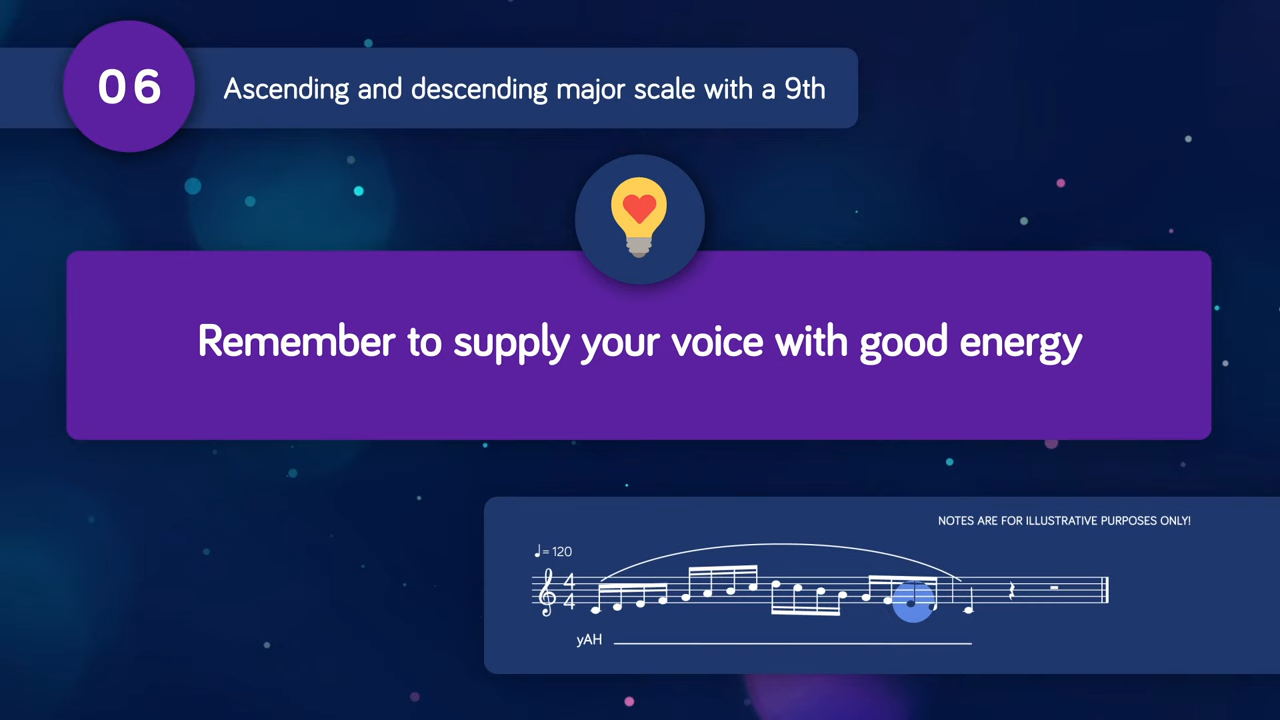 06
Ascending and descending major scale with a 9th
Remember to supply your voice with good energy
NOTES ARE FOR ILLUSTRATIVE PURPOSES ONLY!
♩= 120
4
4
yAH